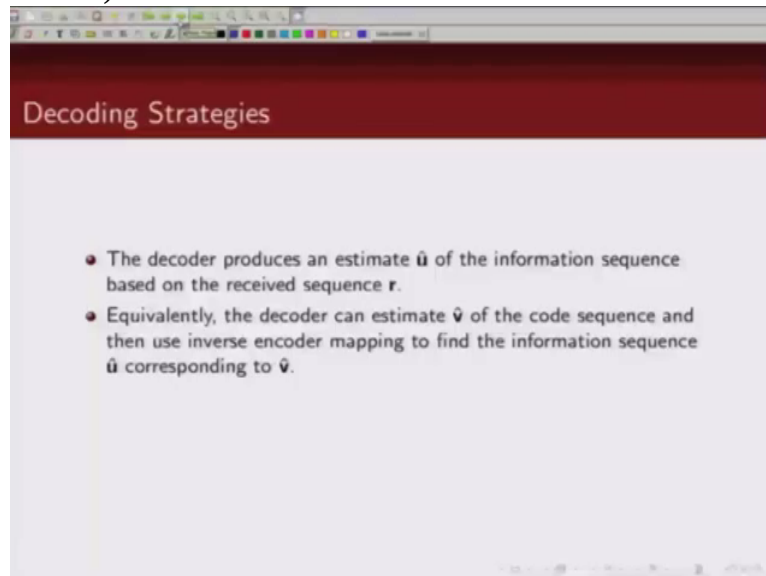 Decoding Strategies
The decoder produces an estimate û of the information sequence
based on the received sequence r.
Equivalently, the decoder can estimate v̂ of the code sequence and
then use inverse encoder mapping to find the information sequence
û corresponding to v̂.